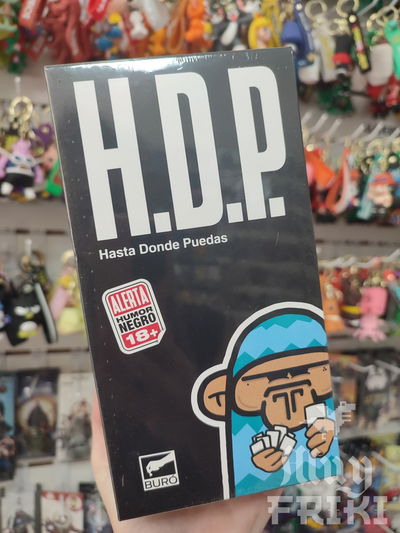 H.D.P.
Hasta Donde Puedas
ALERTA
HUMOR
NEGRO
18+
BURÓ
FRIKI